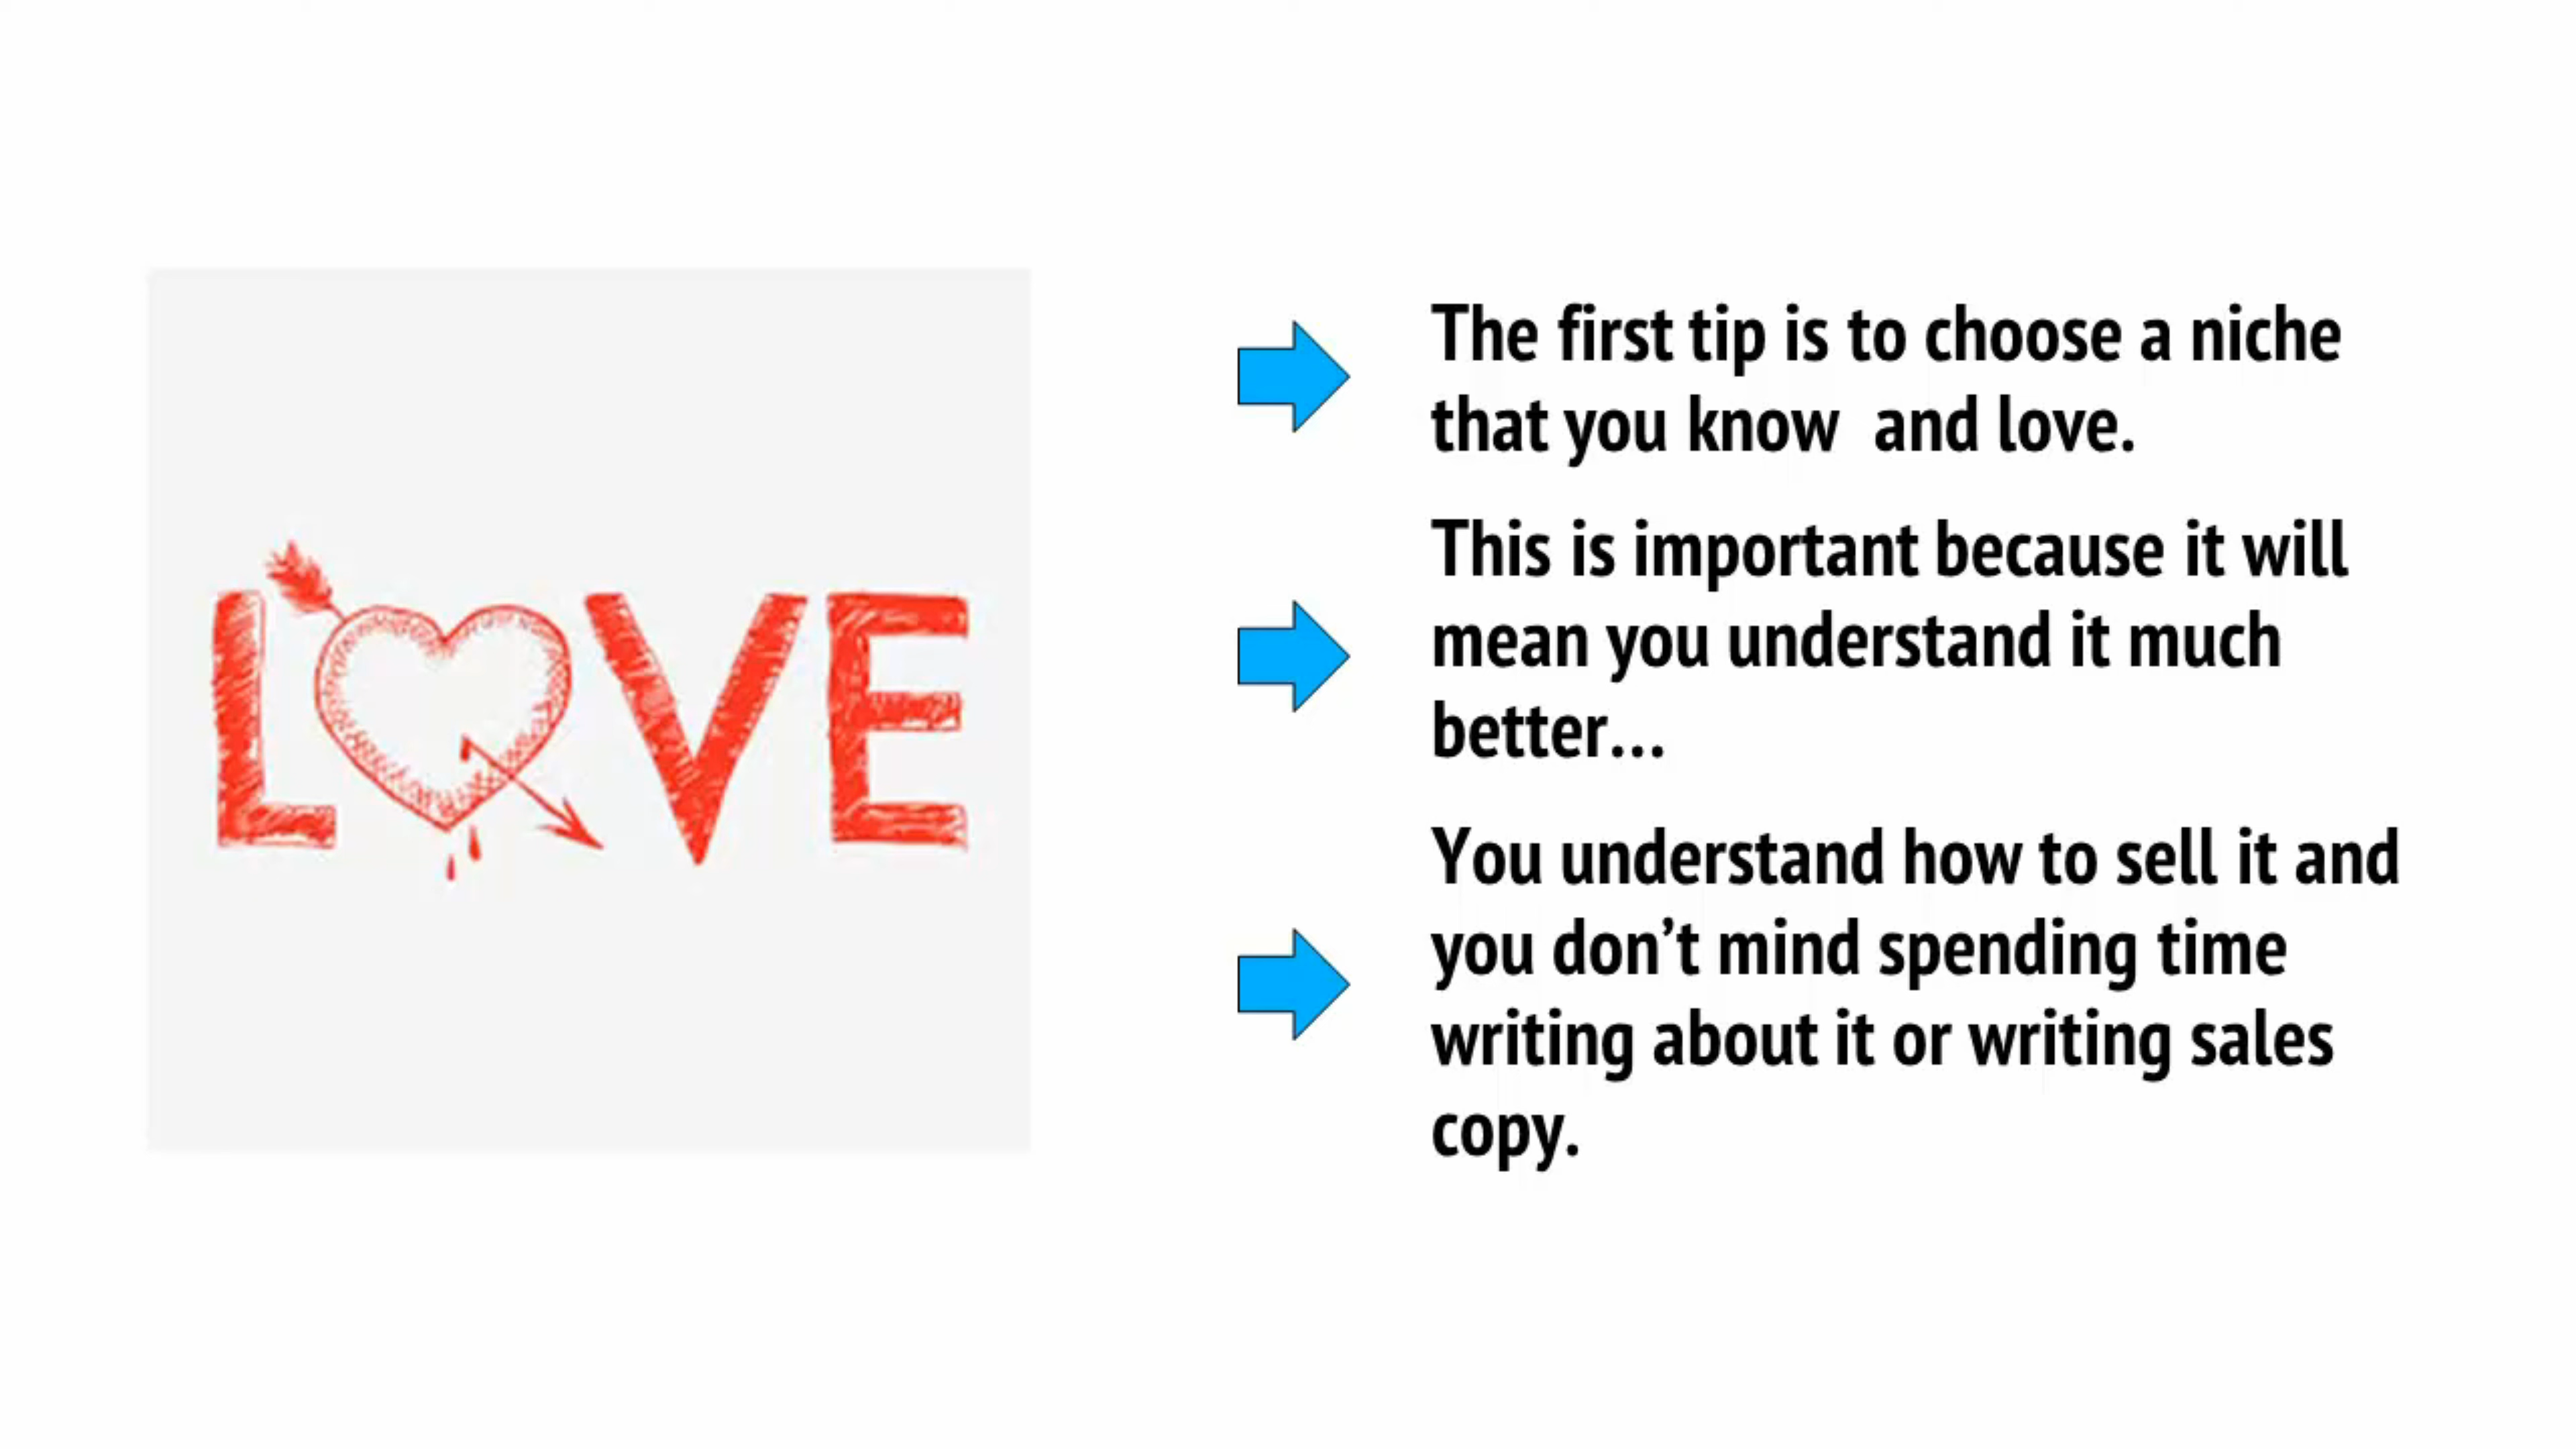 LOVE
The first tip is to choose a niche
that you know  and love.
This is important because it will
mean you understand it much
better...
You understand how to sell it and
you don’t mind spending time
writing about it or writing sales
copy.